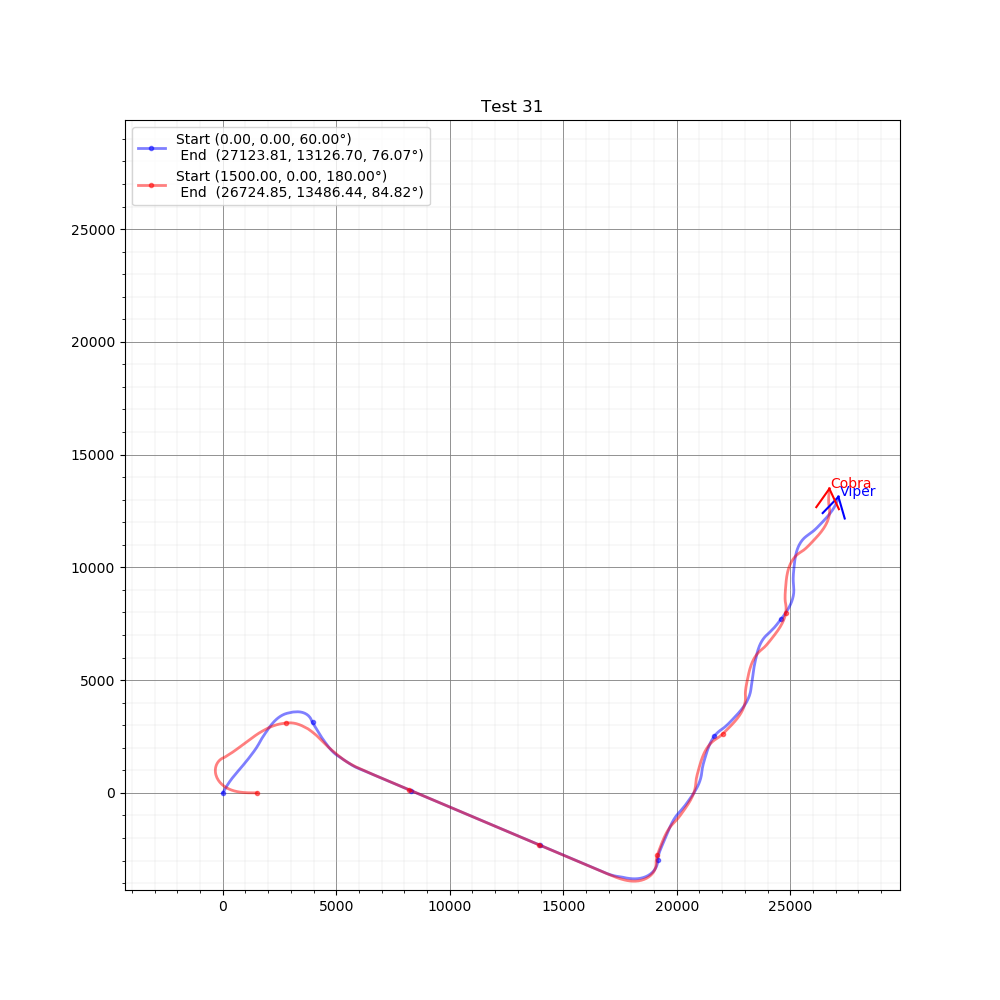 Test 31
Start (0.00, 0.00, 60.00°)
End (27123.81, 13126.70, 76.07°)
Start (1500.00, 0.00, 180.00°)
End (26724.85, 13486.44, 84.82°)
25000
20000
15000
10000
5000
0
Cobra
Viper
0
5000
10000
15000
20000
25000